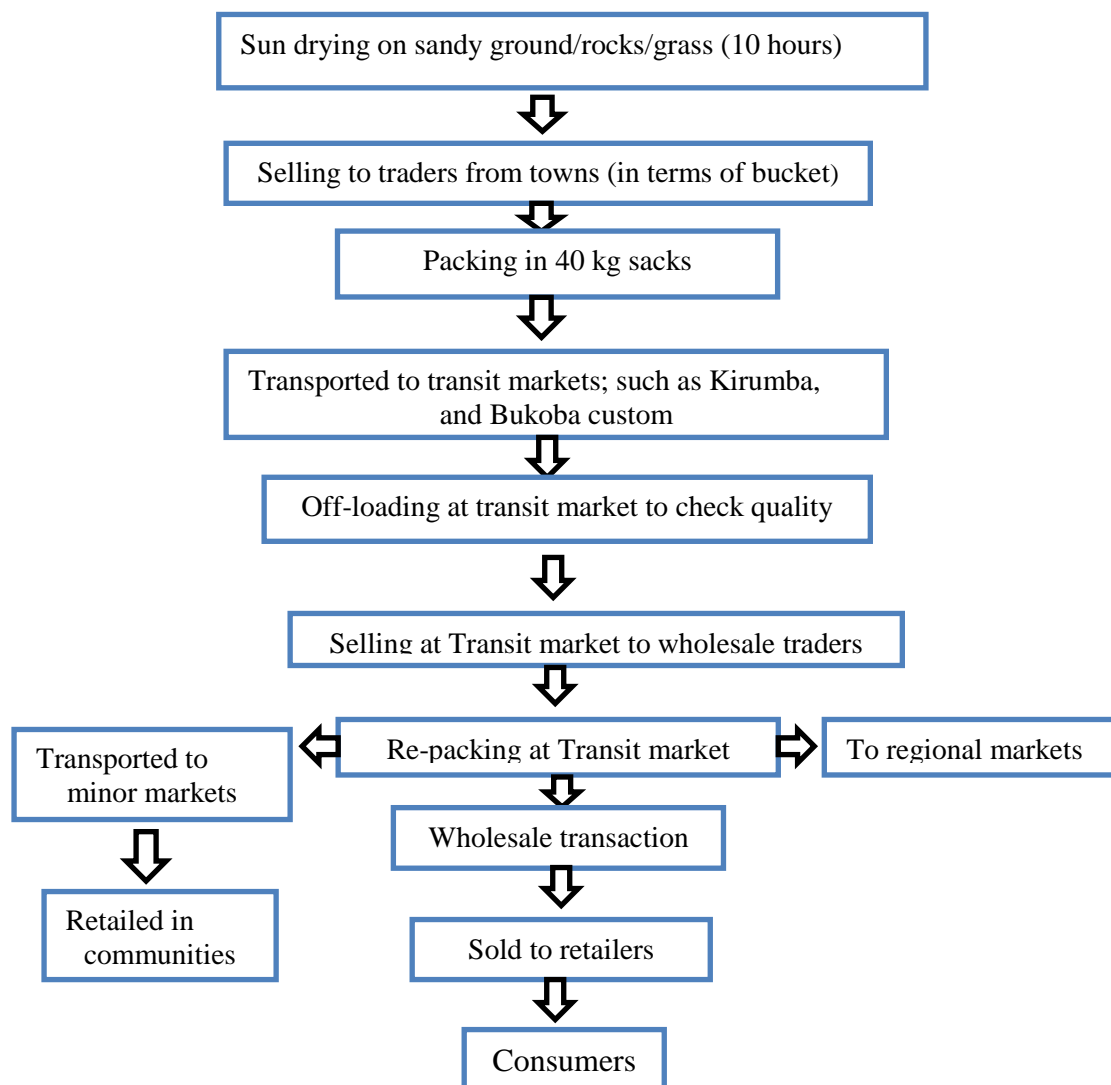 Sun drying on sandy ground/rocks/grass (10 hours)
Selling to traders from towns (in terms of bucket)
Packing in 40 kg sacks
Transported to transit markets; such as Kirumba,
and Bukoba custom
Off-loading at transit market to check quality
Selling at Transit market to wholesale traders
Transported to
minor markets
Re-packing at Transit market
To regional markets
Wholesale transaction
Retailed in
communities
Sold to retailers
Consumers